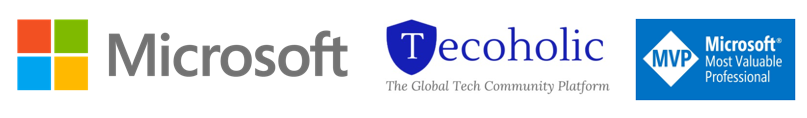 Microsoft
Tecoholic
The Global Tech Community Platform
MVP
Microsoft®
Most Valuable
Professional